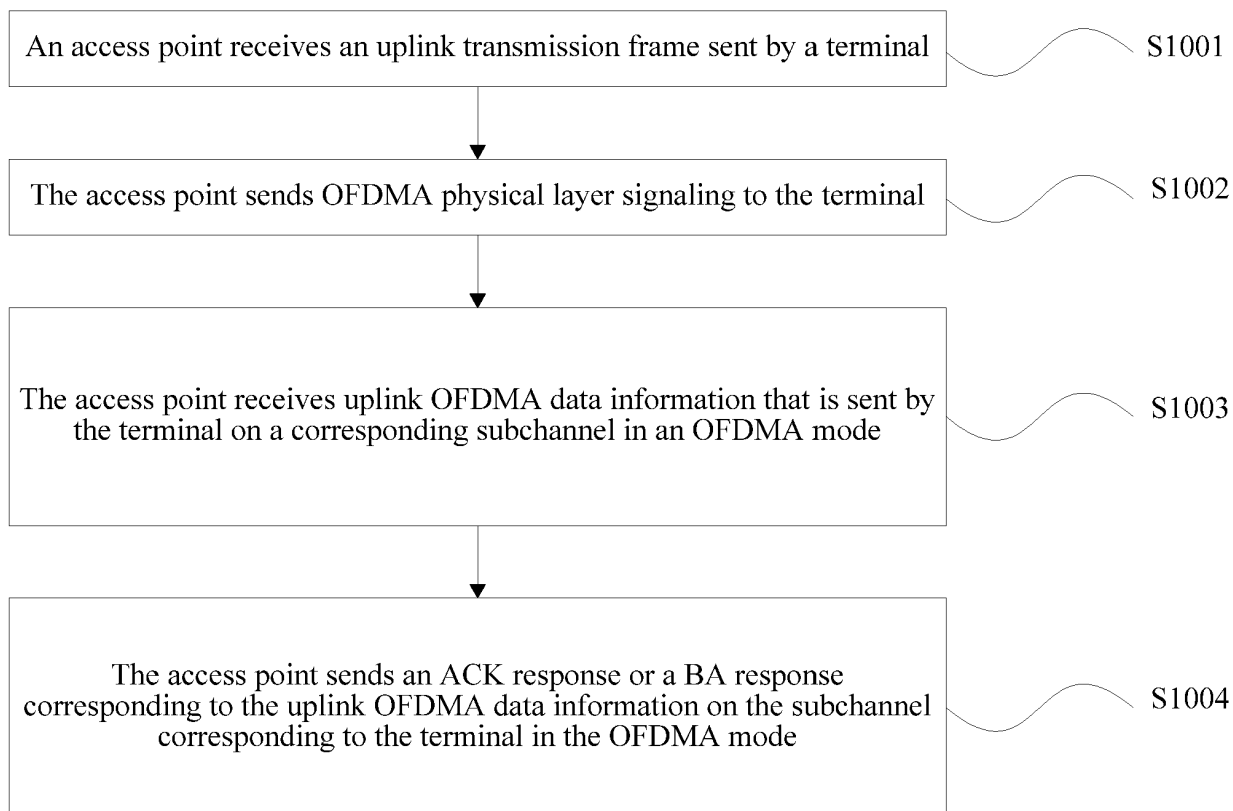 An access point receives an uplink transmission frame sent by a terminal
S1001
The access point sends OFDMA physical layer signaling to the terminal
S1002
The access point receives uplink OFDMA data information that is sent by
the terminal on a corresponding subchannel in an OFDMA mode
S1003
The access point sends an ACK response or a BA response
corresponding to the uplink OFDMA data information on the subchannel
corresponding to the terminal in the OFDMA mode
S1004